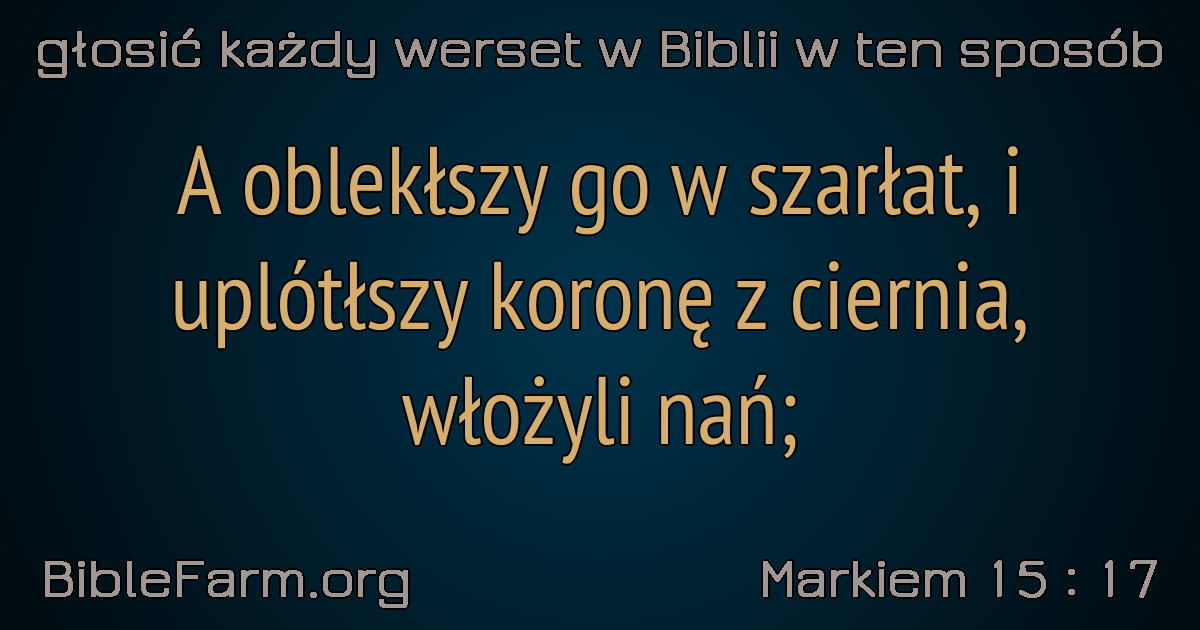 głosić każdy werset w Biblii w ten sposób
A oblekłszy go w szarłat, i
uplótłszy koronę z ciernia,
włożyli nań;
BibleFarm.org
Markiem 15 : 17